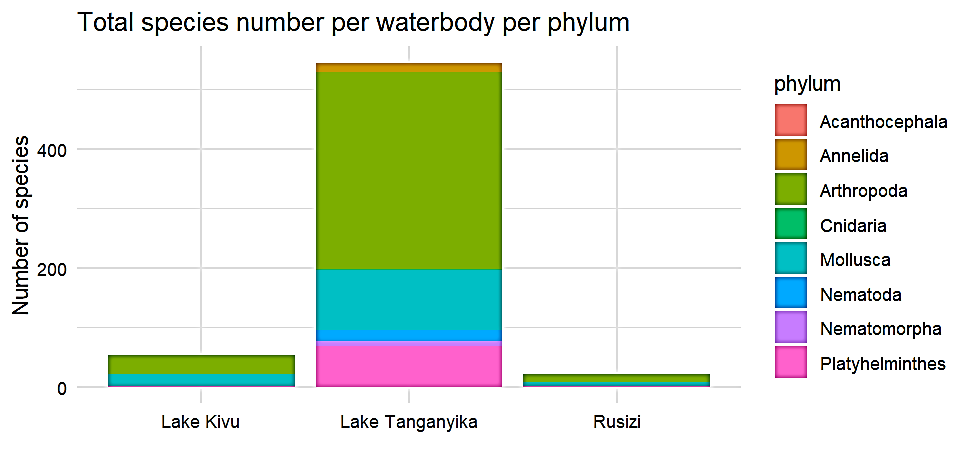 Total species number per waterbody per phylum
Number of species
400
200
0
Lake Kivu
Lake Tanganyika
Rusizi
phylum
Acanthocephala
Annelida
Arthropoda
Cnidaria
Mollusca
Nematoda
Nematomorpha
Platyhelminthes